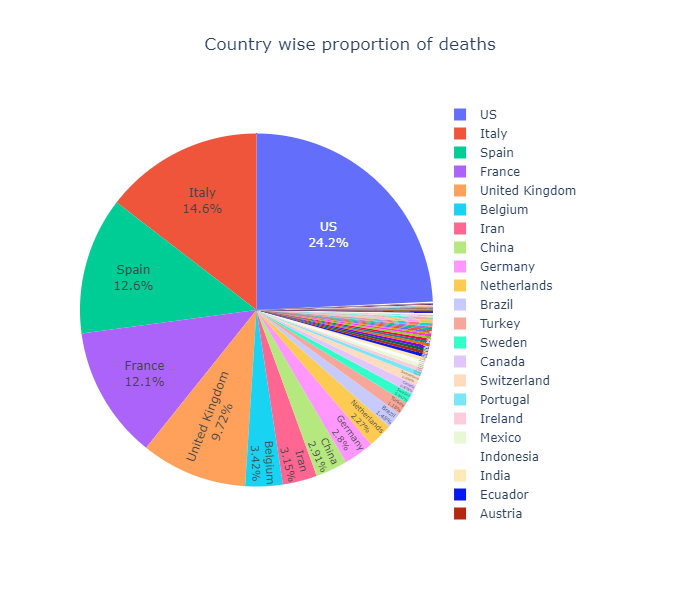 Country wise proportion of deaths
US
24.2%
Italy
14.6%
Spain
12.6%
France
12.1%
United Kingdom
9.72%
Belgium
3.42%
Iran
3.15%
China
2.91%
Germany
2.8%
Netherlands
2.27%
Brazil
1.48%
US
Italy
Spain
France
United Kingdom
Belgium
Iran
China
Germany
Netherlands
Brazil
Turkey
Sweden
Canada
Switzerland
Portugal
Ireland
Mexico
Indonesia
India
Ecuador
Austria